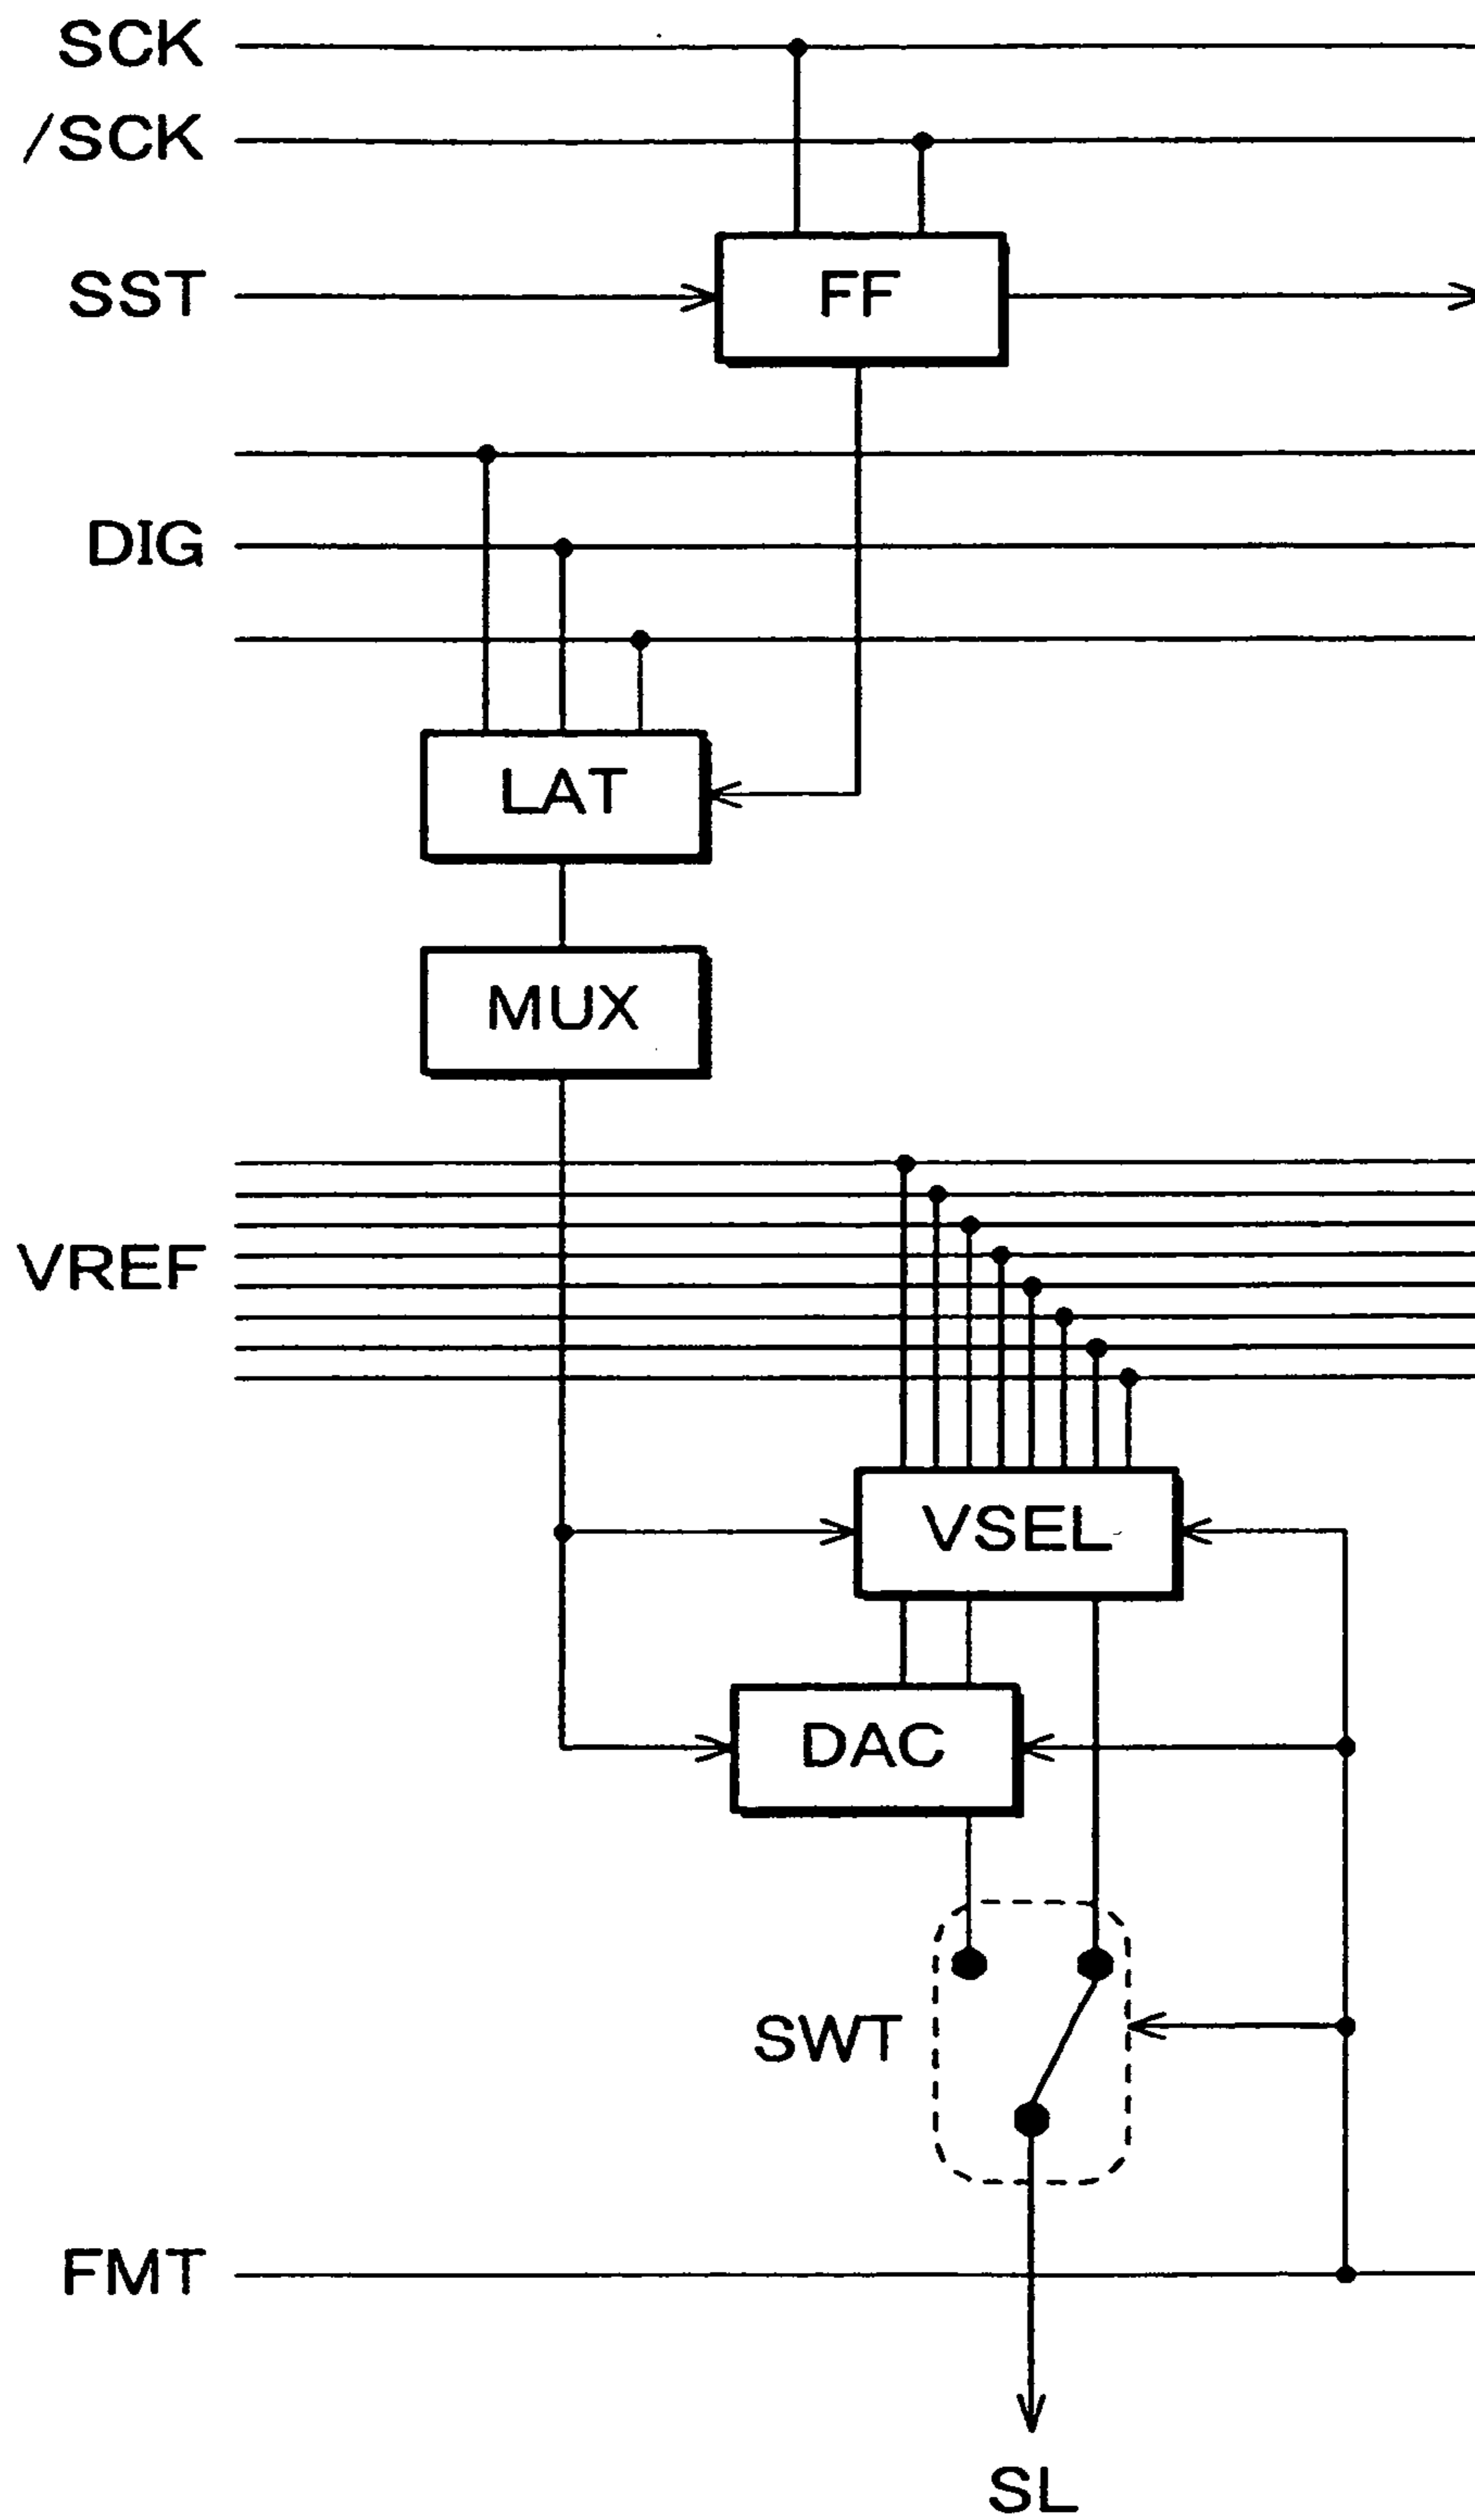 SCK
/SCK
SST
FF
DIG
LAT
MUX
VREF
VSEL
DAC
SWT
FMT
SL